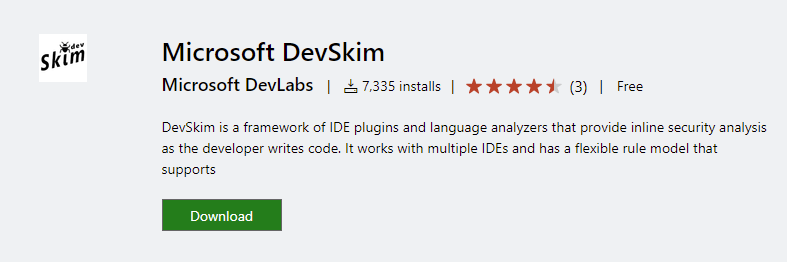 dev
Skim
Microsoft DevSkim
Microsoft DevLabs | 7,335 installs | (3) | Free
DevSkim is a framework of IDE plugins and language analyzers that provide inline security analysis
as the developer writes code. It works with multiple IDEs and has a flexible rule model that
supports
Download